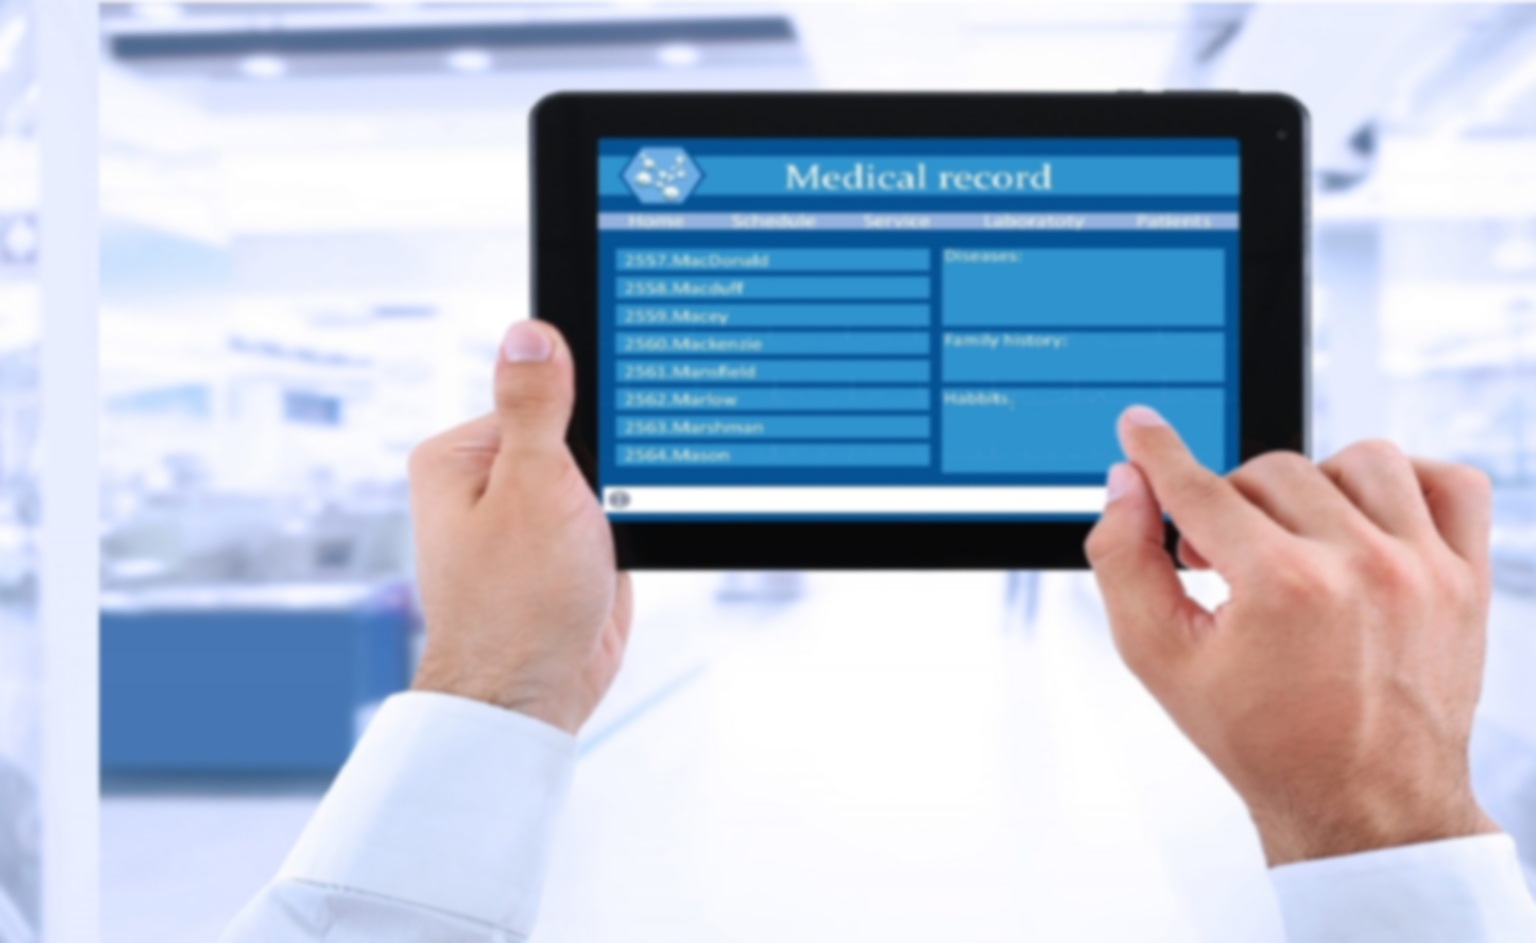 Medical record
Home Schedule Service Laboratoty Patients
2557.MacDonald
2558.Macduff
2559.Macey
2560.Mackenzie
2561.Mansfield
2562.Marlow
2563.Marshman
2564.Mason
Diseases:
Family history:
Habbits: